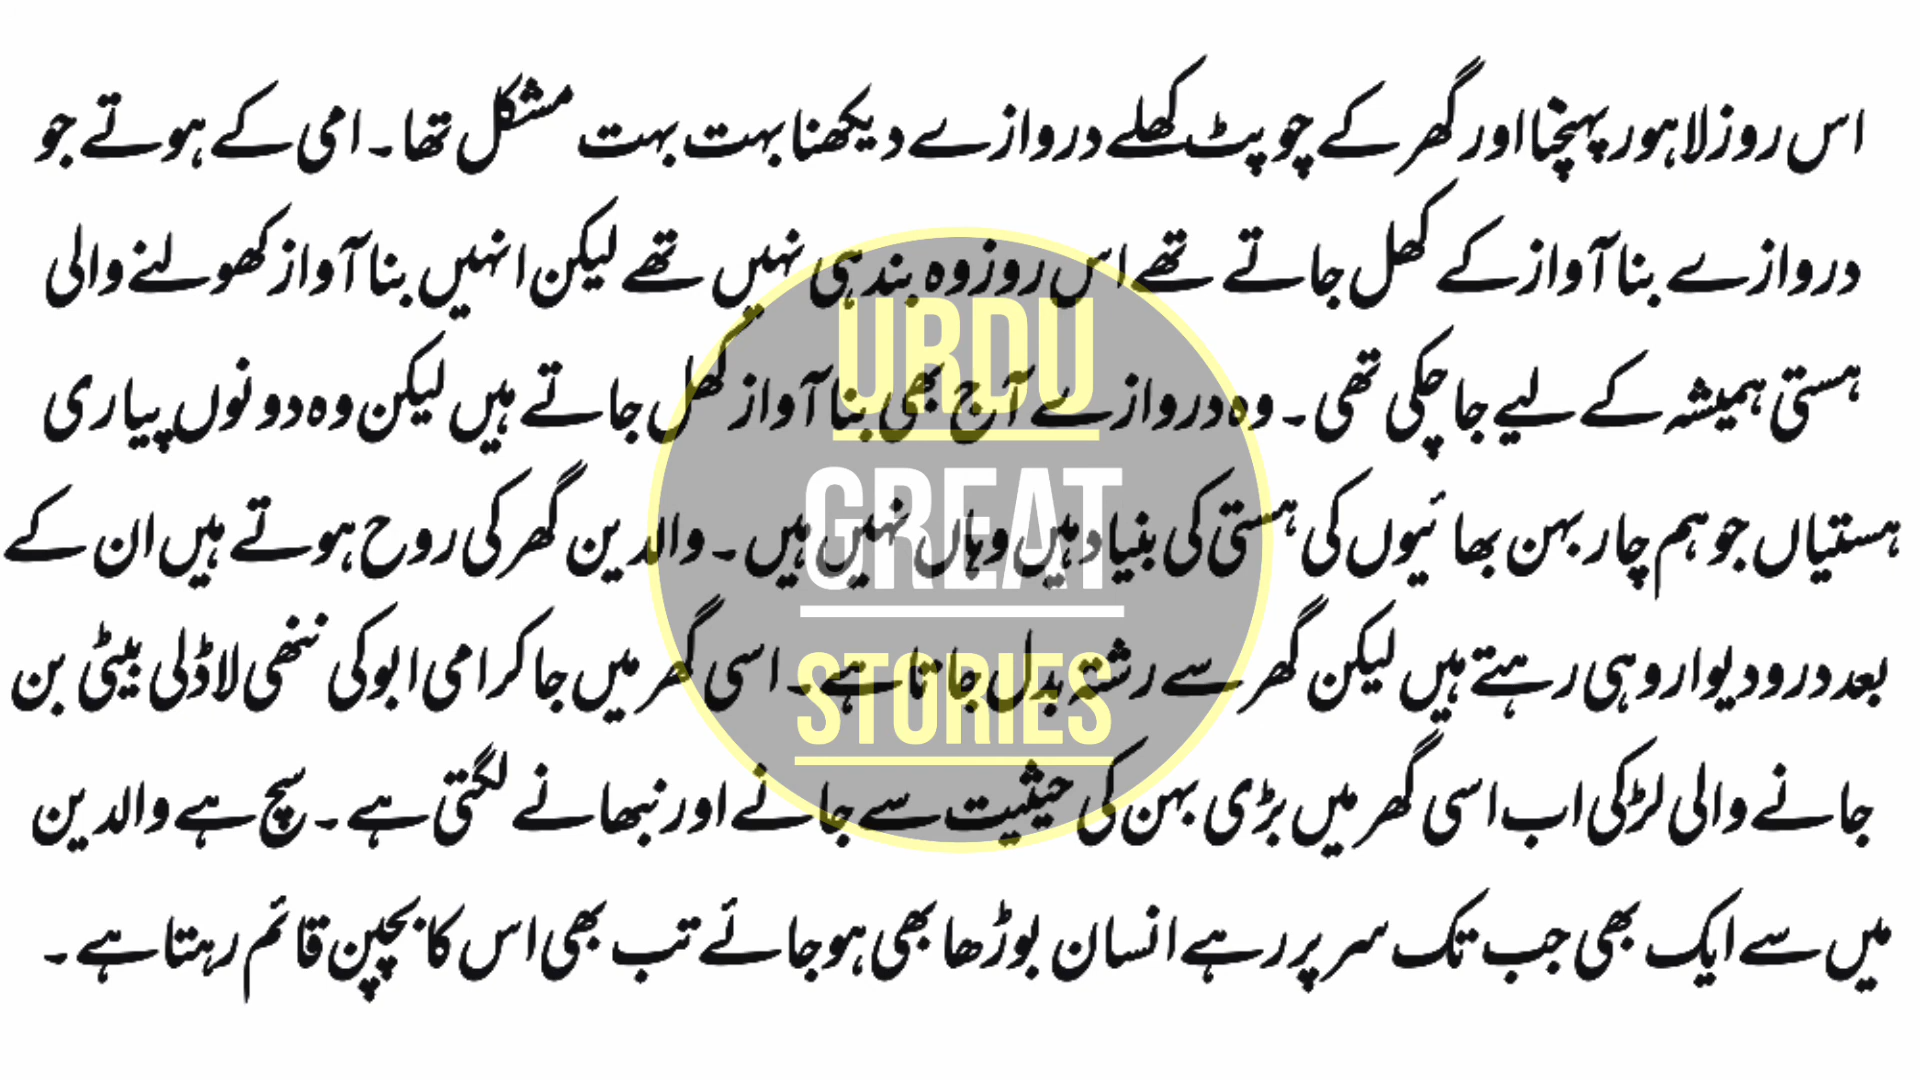 اس روز لاہور پہنچنا اور گھر کے چوپٹ کھلے دروازے دیکھنا بہت بہت مشکل تھا۔ امی کے ہوتے جو
دروازے بنا آواز کے کھل جاتے تھے اس روز وہ بند ہی نہیں تھے لیکن انہیں بنا آواز کھولنے والی
ہستی ہمیشہ کے لیے جا چکی تھی۔ وہ دروازے آج بھی بنا آواز کھل جاتے ہیں لیکن وہ دونوں پیاری
ہستیاں جو ہم چار بہن بھائیوں کی ہستی کی بنیاد ہیں وہاں نہیں ہیں۔ والدین گھر کی روح ہوتے ہیں ان کے
بعد در و دیوار وہی رہتے ہیں لیکن گھر سے رشتہ بدل جاتا ہے۔ اسی گھر میں جا کر امی ابو کی ننھی لاڈلی بیٹی بن
جانے والی لڑکی اب اسی گھر میں بڑی بہن کی حیثیت سے جانے اور نبھانے لگتی ہے۔ سچ ہے والدین
میں سے ایک بھی جب تک سر پر رہے انسان بوڑھا بھی ہو جائے تب بھی اس کا بچپن قائم رہتا ہے۔
URDU
GREAT
STORIES